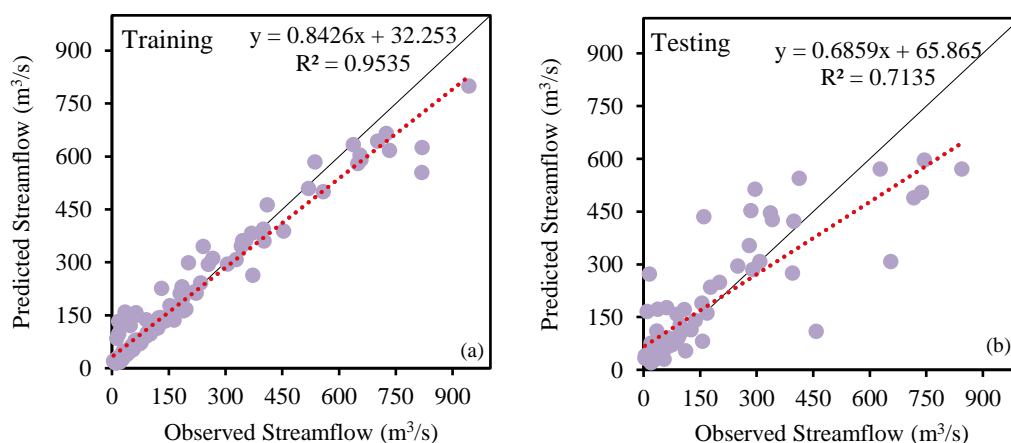 Training
y = 0.8426x + 32.253
R² = 0.9535
900
750
600
450
300
150
0
Predicted Streamflow (m³/s)
(a)
0 150 300 450 600 750 900
Observed Streamflow (m³/s)
Testing
y = 0.6859x + 65.865
R² = 0.7135
900
750
600
450
300
150
0
Predicted Streamflow (m³/s)
(b)
0 150 300 450 600 750 900
Observed Streamflow (m³/s)